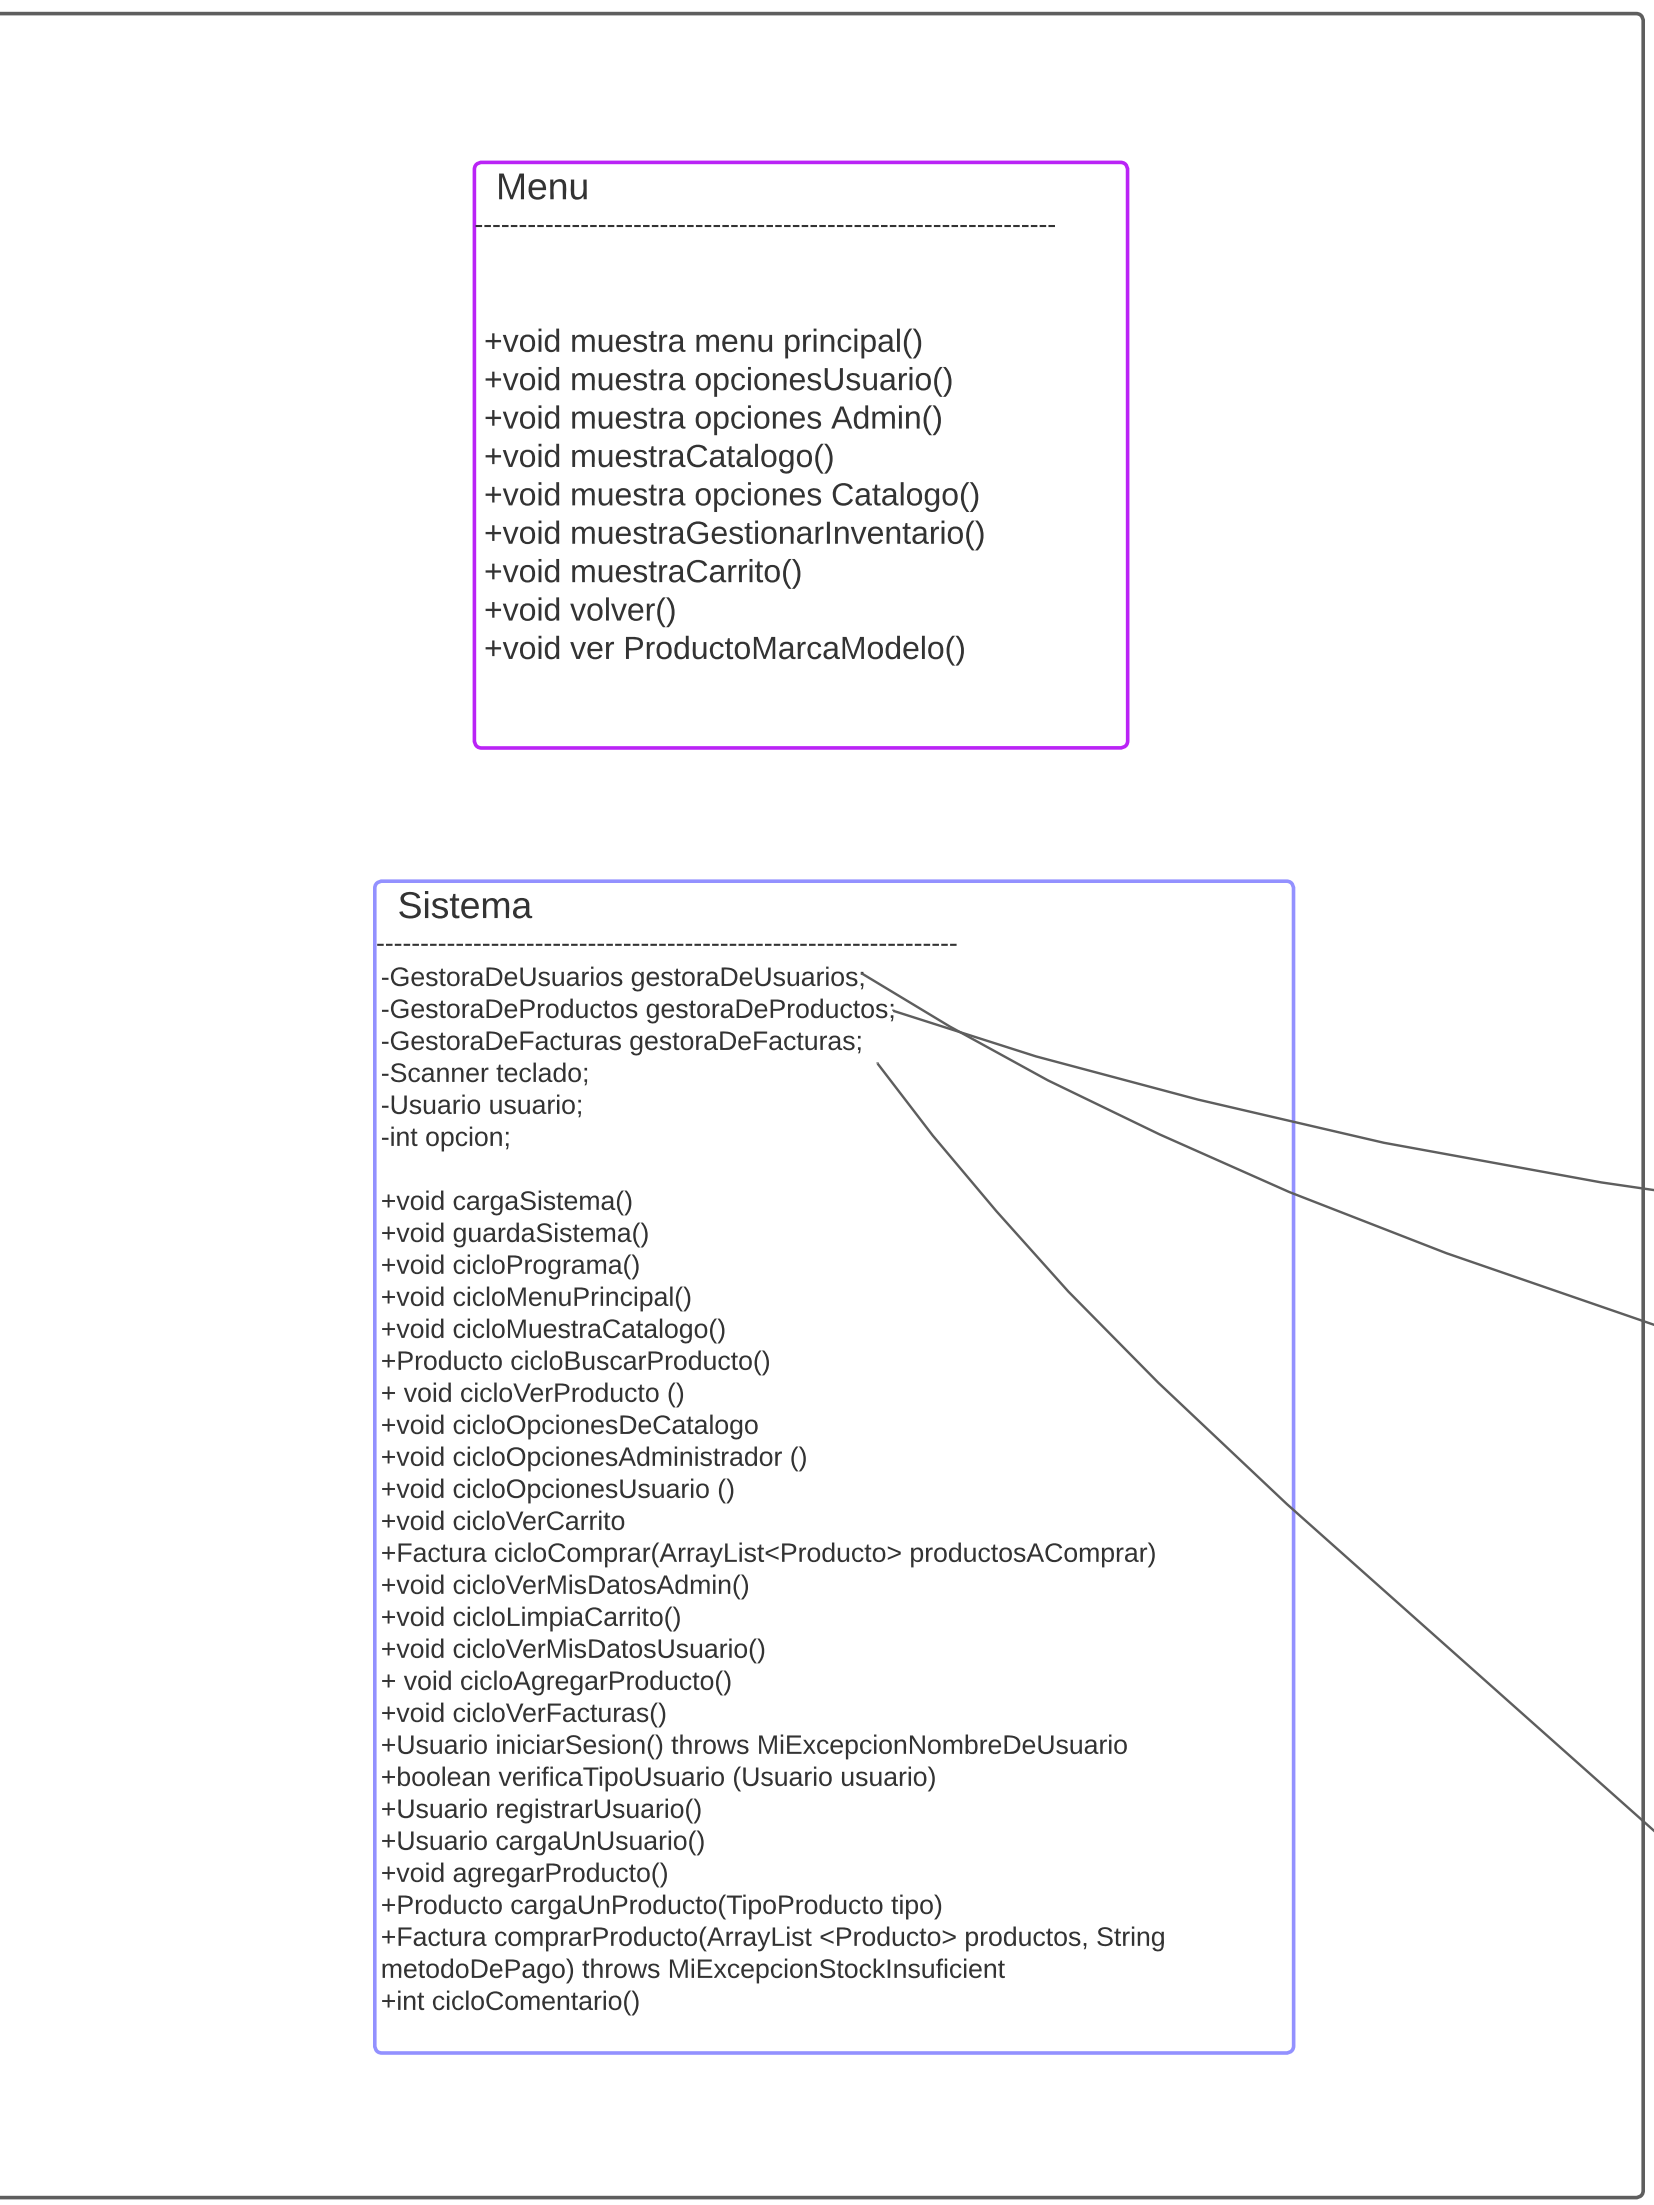 Menu
------------------------------------------------------------------
+void muestra menu principal()
+void muestra opcionesUsuario()
+void muestra opciones Admin()
+void muestraCatalogo()
+void muestra opciones Catalogo()
+void muestraGestionarInventario()
+void muestraCarrito()
+void volver()
+void ver ProductoMarcaModelo()
Sistema
------------------------------------------------------------------
-GestoraDeUsuarios gestoraDeUsuarios;
-GestoraDeProductos gestoraDeProductos;
-GestoraDeFacturas gestoraDeFacturas;
-Scanner teclado;
-Usuario usuario;
-int opcion;
+void cargaSistema()
+void guardaSistema()
+void cicloPrograma()
+void cicloMenuPrincipal()
+void cicloMuestraCatalogo()
+Producto cicloBuscarProducto()
+ void cicloVerProducto ()
+void cicloOpcionesDeCatalogo
+void cicloOpcionesAdministrador ()
+void cicloOpcionesUsuario ()
+void cicloVerCarrito
+Factura cicloComprar(ArrayList<Producto> productosAComprar)
+void cicloVerMisDatosAdmin()
+void cicloLimpiaCarrito()
+void cicloVerMisDatosUsuario()
+ void cicloAgregarProducto()
+void cicloVerFacturas()
+Usuario iniciarSesion() throws MiExcepcionNombreDeUsuario
+boolean verificaTipoUsuario (Usuario usuario)
+Usuario registrarUsuario()
+Usuario cargaUnUsuario()
+void agregarProducto()
+Producto cargaUnProducto(TipoProducto tipo)
+Factura comprarProducto(ArrayList <Producto> productos, String
metodoDePago) throws MiExcepcionStockInsuficient
+int cicloComentario()